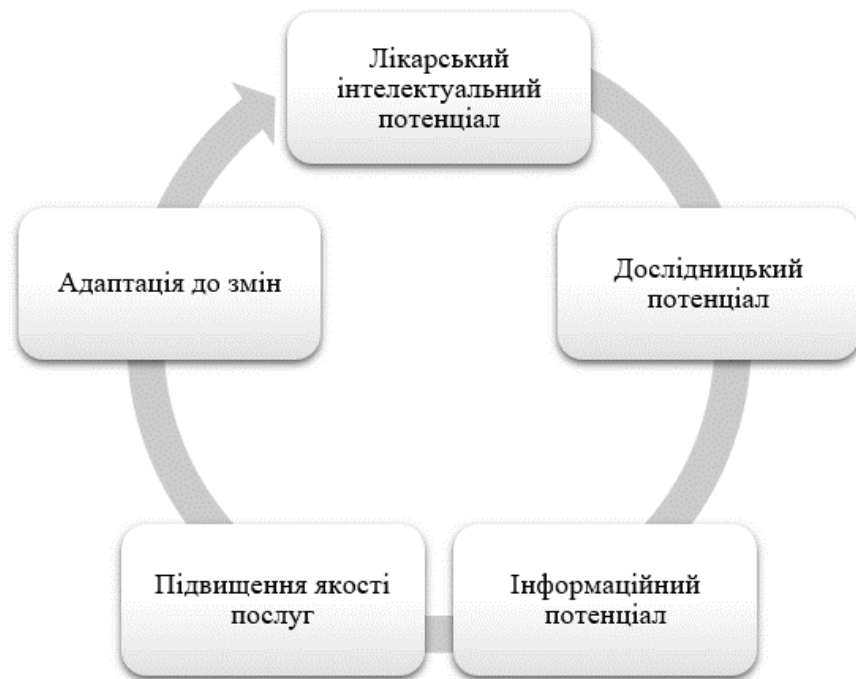 Лікарський
інтелектуальний
потенціал
Дослідницький
потенціал
Інформаційний
потенціал
Підвищення якості
послуг
Адаптація до змін